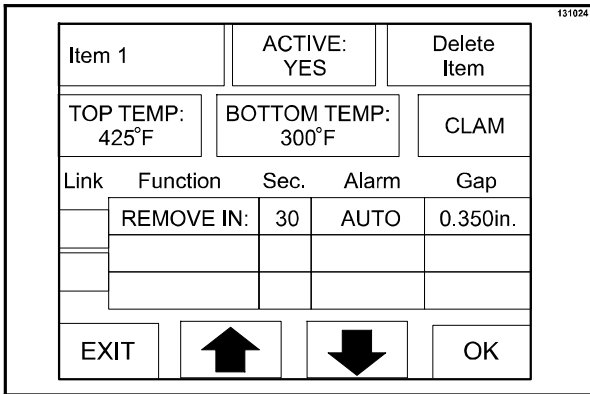 131024
Item 1
ACTIVE:
YES
Delete
Item
TOP TEMP:
425°F
BOTTOM TEMP:
300°F
CLAM
Link Function Sec. Alarm Gap
REMOVE IN: 30 AUTO 0.350in.
EXIT OK